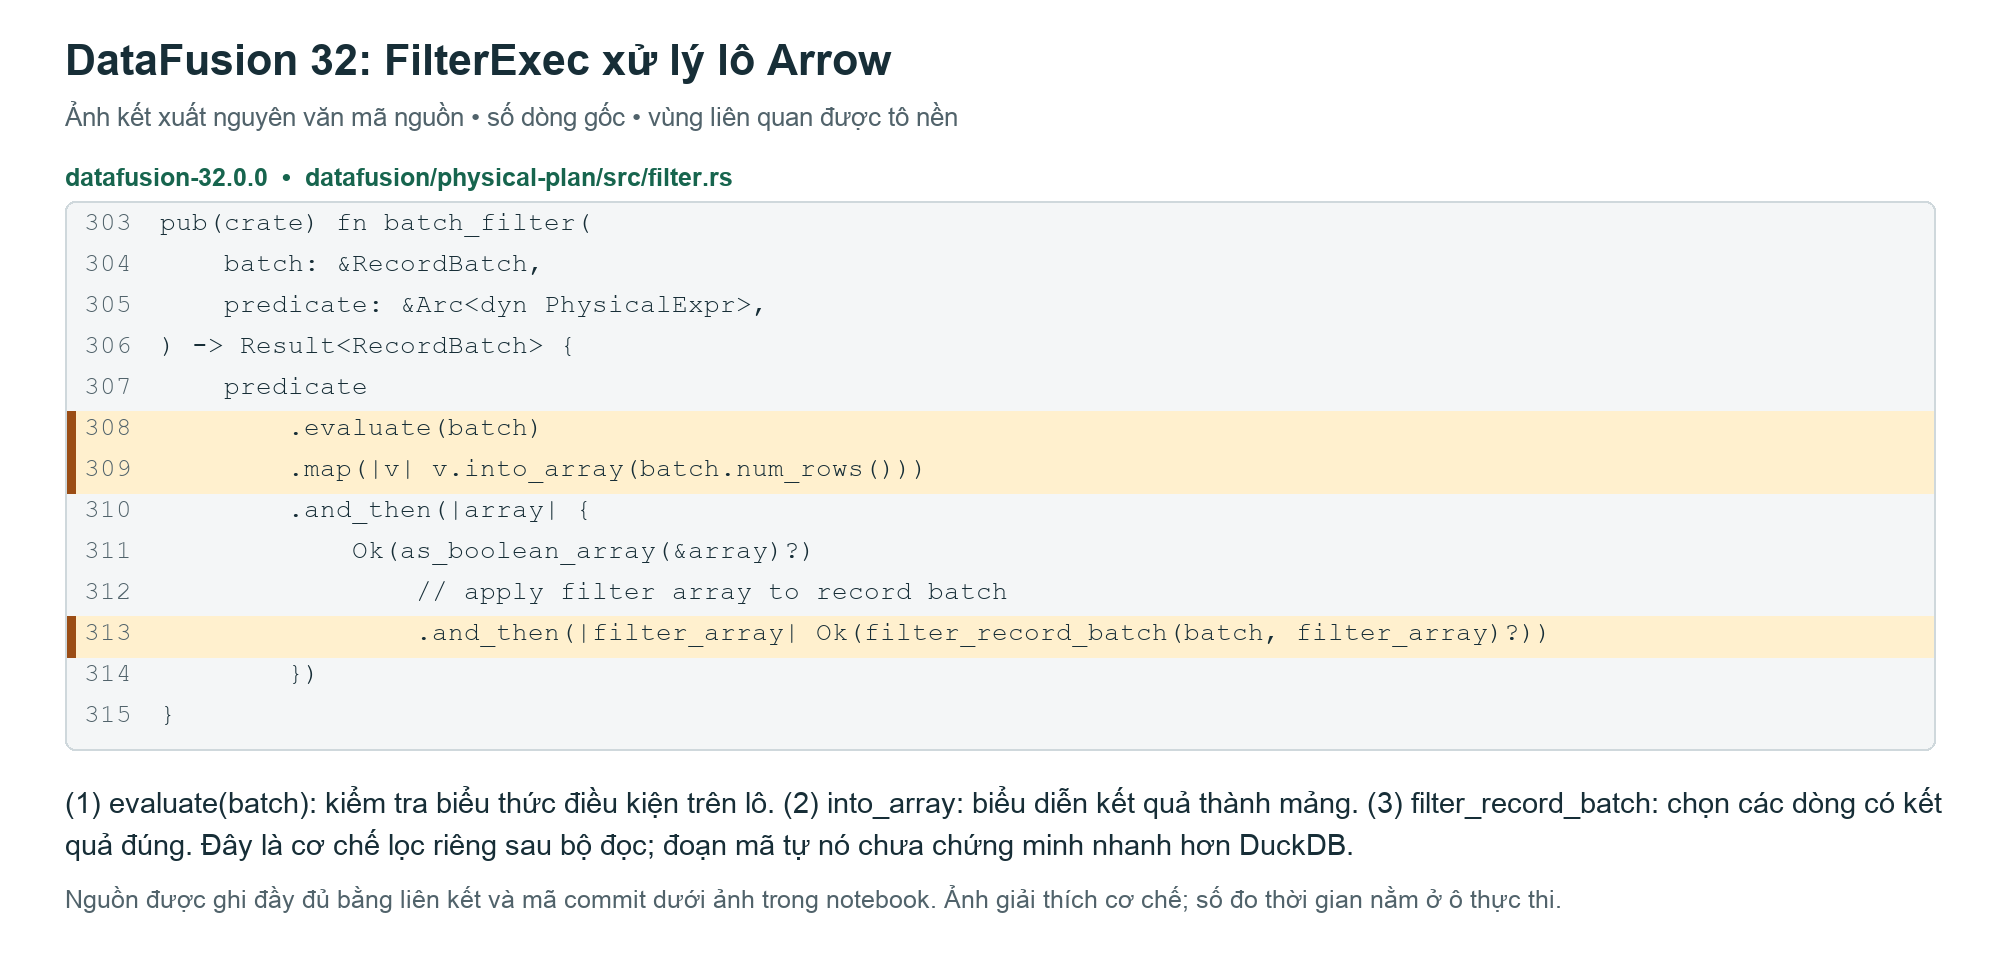 DataFusion 32: FilterExec xử lý lô Arrow
Ảnh kết xuất nguyên văn mã nguồn • số dòng gốc • vùng liên quan được tô nền
datafusion-32.0.0 • datafusion/physical-plan/src/filter.rs
303 pub(crate) fn batch_filter(
304     batch: &RecordBatch,
305     predicate: &Arc<dyn PhysicalExpr>,
306 ) -> Result<RecordBatch> {
307     predicate
308         .evaluate(batch)
309         .map(|v| v.into_array(batch.num_rows()))
310         .and_then(|array| {
311             Ok(as_boolean_array(&array)?)
312                 // apply filter array to record batch
313                 .and_then(|filter_array| Ok(filter_record_batch(batch, filter_array)?))
314         })
315 }
(1) evaluate(batch): kiểm tra biểu thức điều kiện trên lô. (2) into_array: biểu diễn kết quả thành mảng. (3) filter_record_batch: chọn các dòng có kết
quả đúng. Đây là cơ chế lọc riêng sau bộ đọc; đoạn mã tự nó chưa chứng minh nhanh hơn DuckDB.
Nguồn được ghi đầy đủ bằng liên kết và mã commit dưới ảnh trong notebook. Ảnh giải thích cơ chế; số đo thời gian nằm ở ô thực thi.